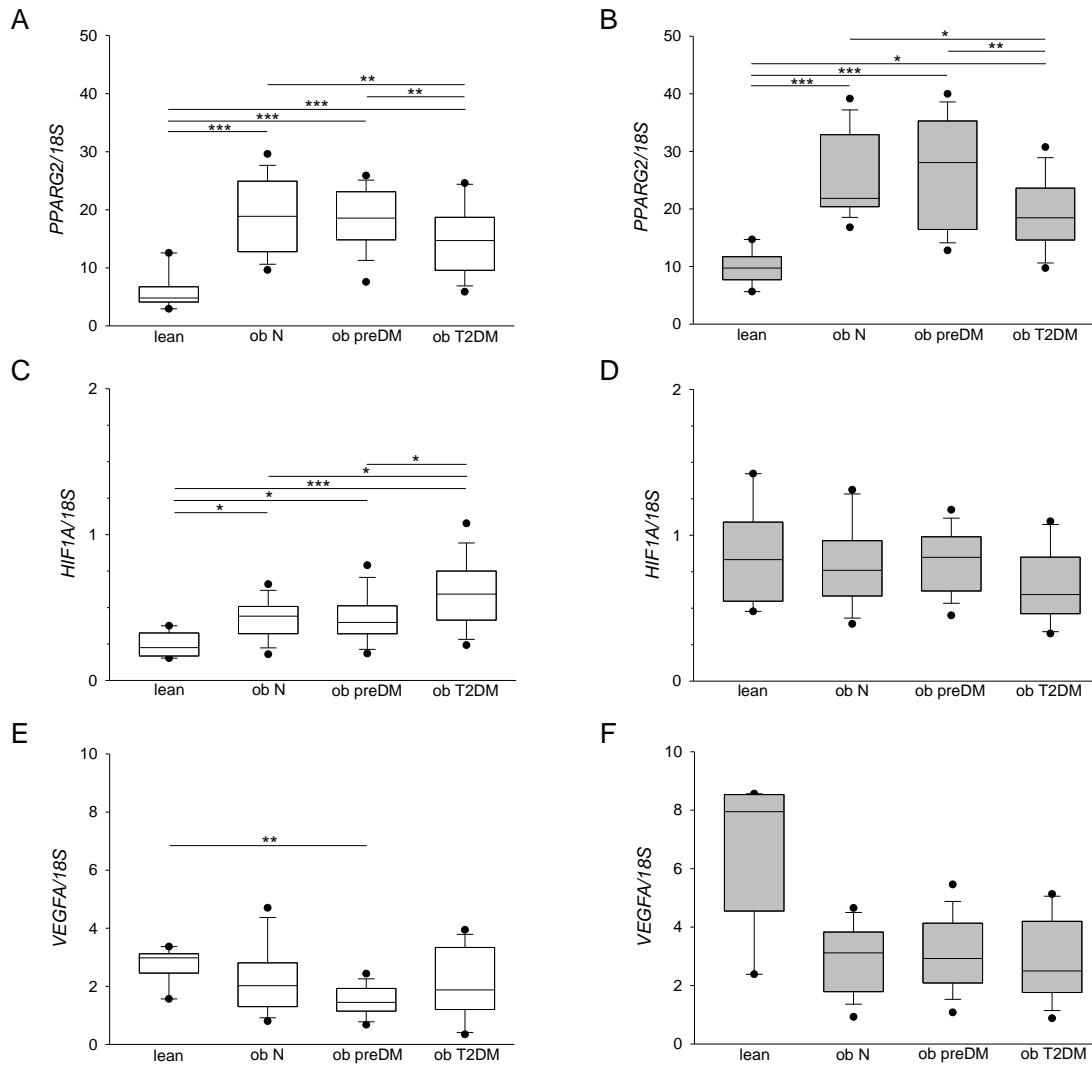 A
PPARG2/18S
50
40
30
20
10
0
**
**
***
***
***
lean
ob N
ob preDM
ob T2DM
B
PPARG2/18S
50
40
30
20
10
0
*
**
*
***
***
lean
ob N
ob preDM
ob T2DM
C
HIF1A/18S
2
1
0
*
*
***
*
*
lean
ob N
ob preDM
ob T2DM
D
HIF1A/18S
2
1
0
lean
ob N
ob preDM
ob T2DM
E
VEGFA/18S
10
8
6
4
2
0
**
lean
ob N
ob preDM
ob T2DM
F
VEGFA/18S
10
8
6
4
2
0
lean
ob N
ob preDM
ob T2DM